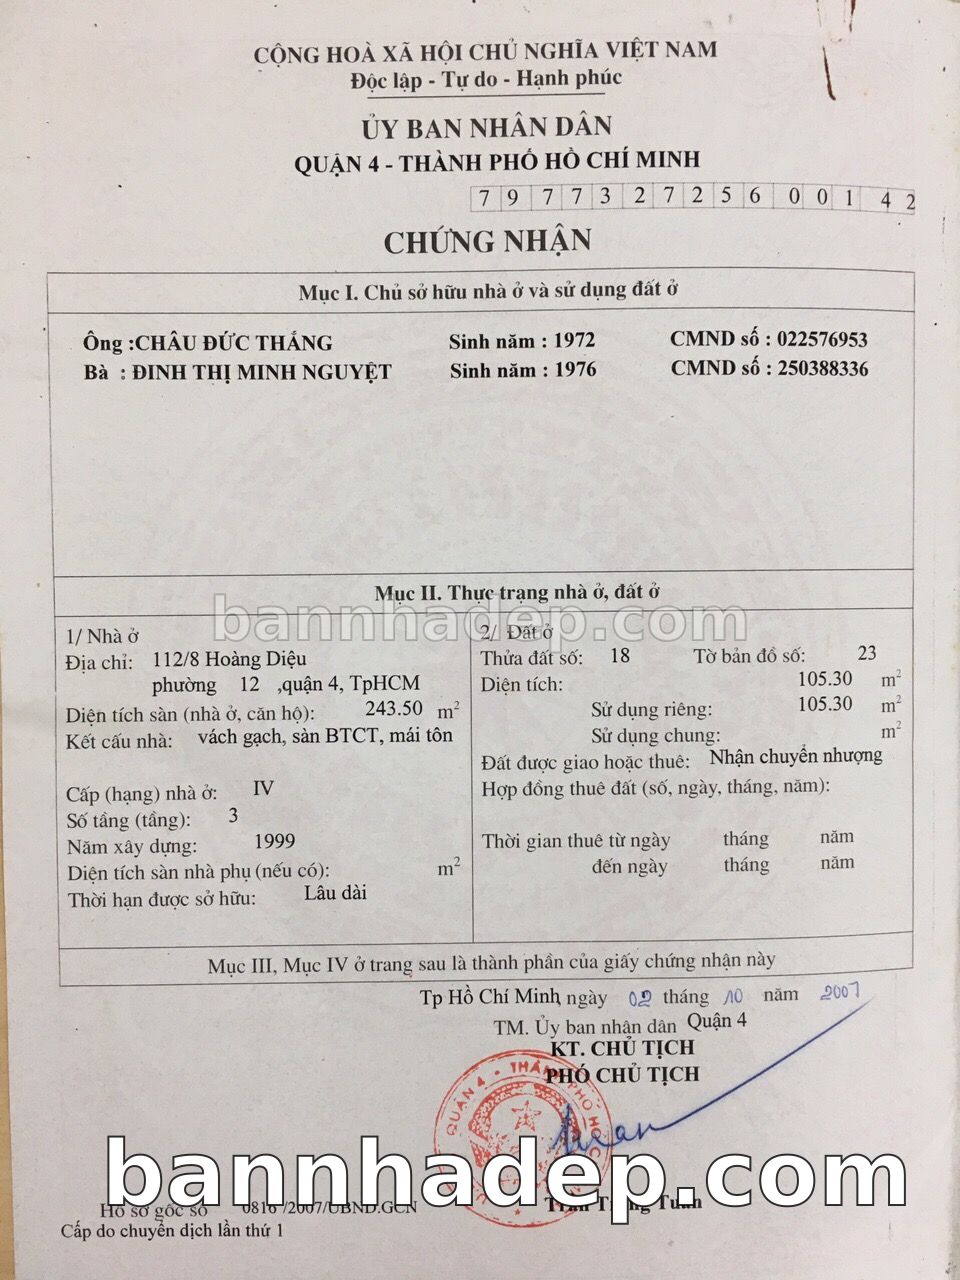 CỘNG HOÀ XÃ HỘI CHỦ NGHĨA VIỆT NAM
Độc lập - Tự do - Hạnh phúc
ỦY BAN NHÂN DÂN
QUẬN 4 - THÀNH PHỐ HỒ CHÍ MINH
7 9 7 7 3 2 7 2 5 6 0 0 1 4 2
CHỨNG NHẬN
Mục I. Chủ sở hữu nhà ở và sử dụng đất ở
Ông :CHÂU ĐỨC THẮNG Sinh năm : 1972 CMND số : 022576953
Bà : ĐINH THỊ MINH NGUYỆT Sinh năm : 1976 CMND số : 250388336
Mục II. Thực trạng nhà ở, đất ở
bannhadep.com
1/ Nhà ở
Địa chỉ: 112/8 Hoàng Diệu
phường 12 ,quận 4, TpHCM
Diện tích sàn (nhà ở, căn hộ): 243.50 m2
Kết cấu nhà: vách gạch, sàn BTCT, mái tôn
Cấp (hạng) nhà ở: IV
Số tầng (tầng): 3
Năm xây dựng: 1999
Diện tích sàn nhà phụ (nếu có): m2
Thời hạn được sở hữu: Lâu dài
2/ Đất ở
Thửa đất số: 18 Tờ bản đồ số: 23
Diện tích: 105.30 m2
Sử dụng riêng: 105.30 m2
Sử dụng chung: m2
Đất được giao hoặc thuê: Nhận chuyển nhượng
Hợp đồng thuê đất (số, ngày, tháng, năm):
Thời gian thuê từ ngày tháng năm
đến ngày tháng năm
Mục III, Mục IV ở trang sau là thành phần của giấy chứng nhận này
Tp Hồ Chí Minh, ngày 02 tháng 10 năm 2007
TM. Ủy ban nhân dân Quận 4
KT. CHỦ TỊCH
PHÓ CHỦ TỊCH
QUẬN 4 - THÀNH PHỐ HỒ C
bannhadep.com
Trần Trọng Tuấn
Hồ sơ gốc số 0816 /2007/UBND.GCN
Cấp do chuyển dịch lần thứ 1